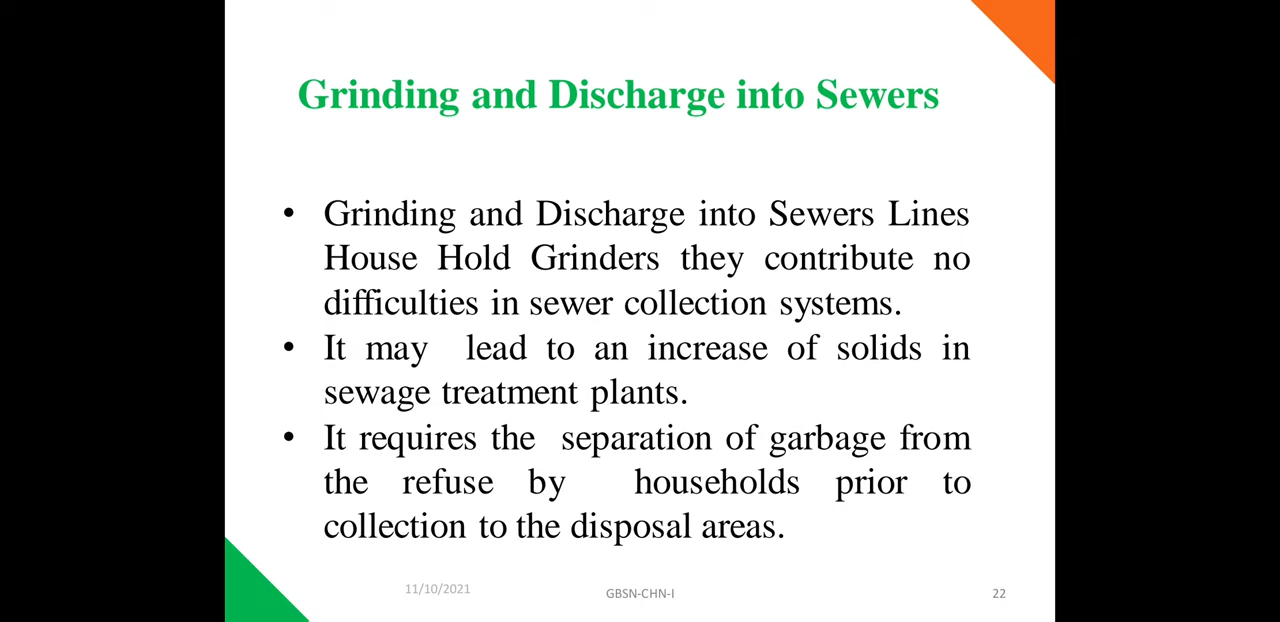 Grinding and Discharge into Sewers
• Grinding and Discharge into Sewers Lines
House Hold Grinders they contribute no
difficulties in sewer collection systems.
• It may lead to an increase of solids in
sewage treatment plants.
• It requires the separation of garbage from
the refuse by households prior to
collection to the disposal areas.
11/10/2021
GBSN-CHN-I
22